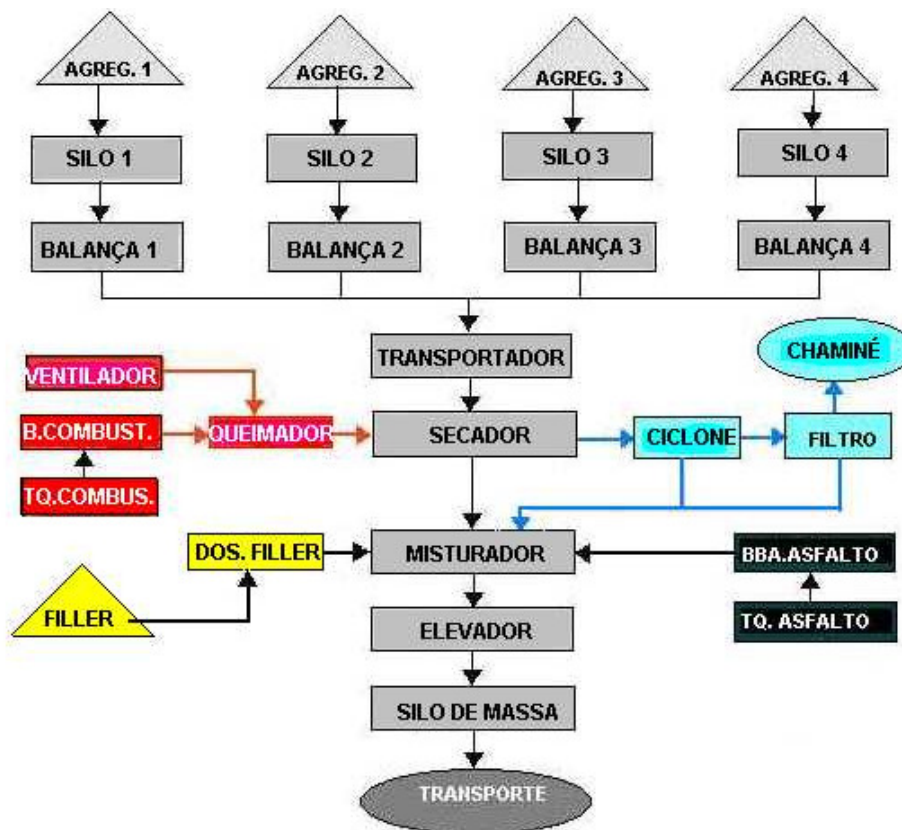 AGREG. 1
AGREG. 2
AGREG. 3
AGREG. 4
SILO 1
SILO 2
SILO 3
SILO 4
BALANÇA 1
BALANÇA 2
BALANÇA 3
BALANÇA 4
TRANSPORTADOR
CHAMINÉ
VENTILADOR
B.COMBUST.
QUEIMADOR
SECADOR
CICLONE
FILTRO
TQ.COMBUS.
DOS. FILLER
MISTURADOR
BBA.ASFALTO
FILLER
ELEVADOR
TQ. ASFALTO
SILO DE MASSA
TRANSPORTE